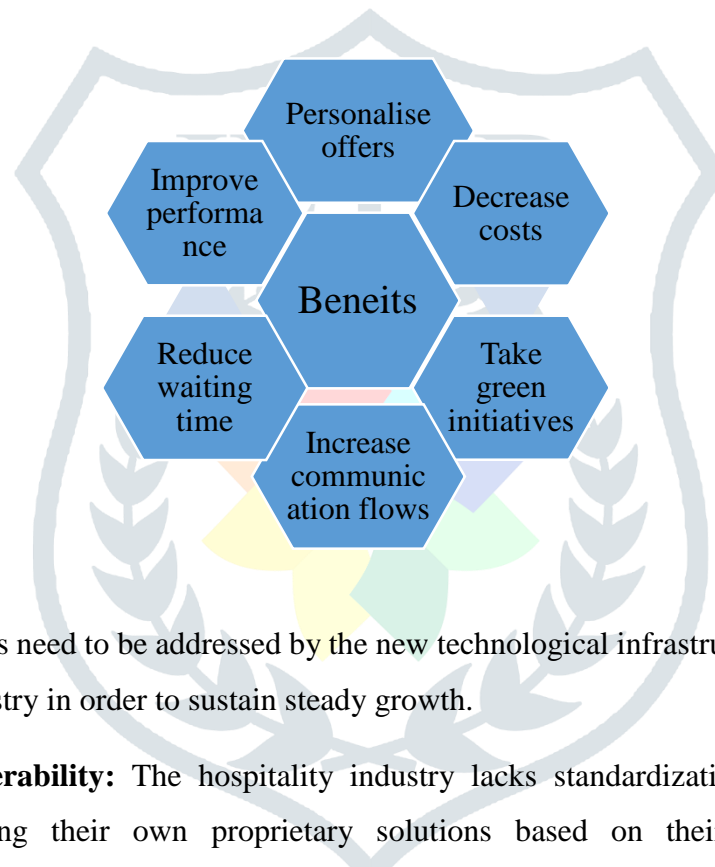 Personalise
offers
Improve
performa
nce
Decrease
costs
Beneits
Reduce
waiting
time
Take
green
initiatives
Increase
communic
ation flows
s need to be addressed by the new technological infrastru
stry in order to sustain steady growth.
erability: The hospitality industry lacks standardizati
ng their own proprietary solutions based on their